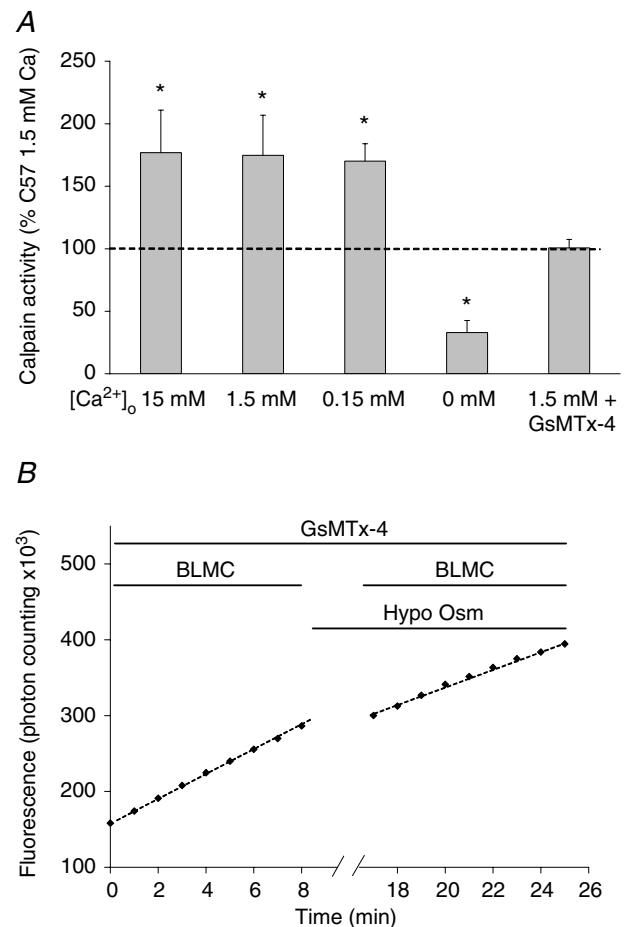 A
Calpain activity (% C57 1.5 mM Ca)
250
200
150
100
50
0
* * * *
[Ca²⁺]ₒ 15 mM 1.5 mM 0.15 mM 0 mM 1.5 mM +
GsMTx-4
B
Fluorescence (photon counting x10³)
GsMTx-4
500
BLMC BLMC
Hypo Osm
400
300
200
100
0 2 4 6 8 18 20 22 24 26
Time (min)